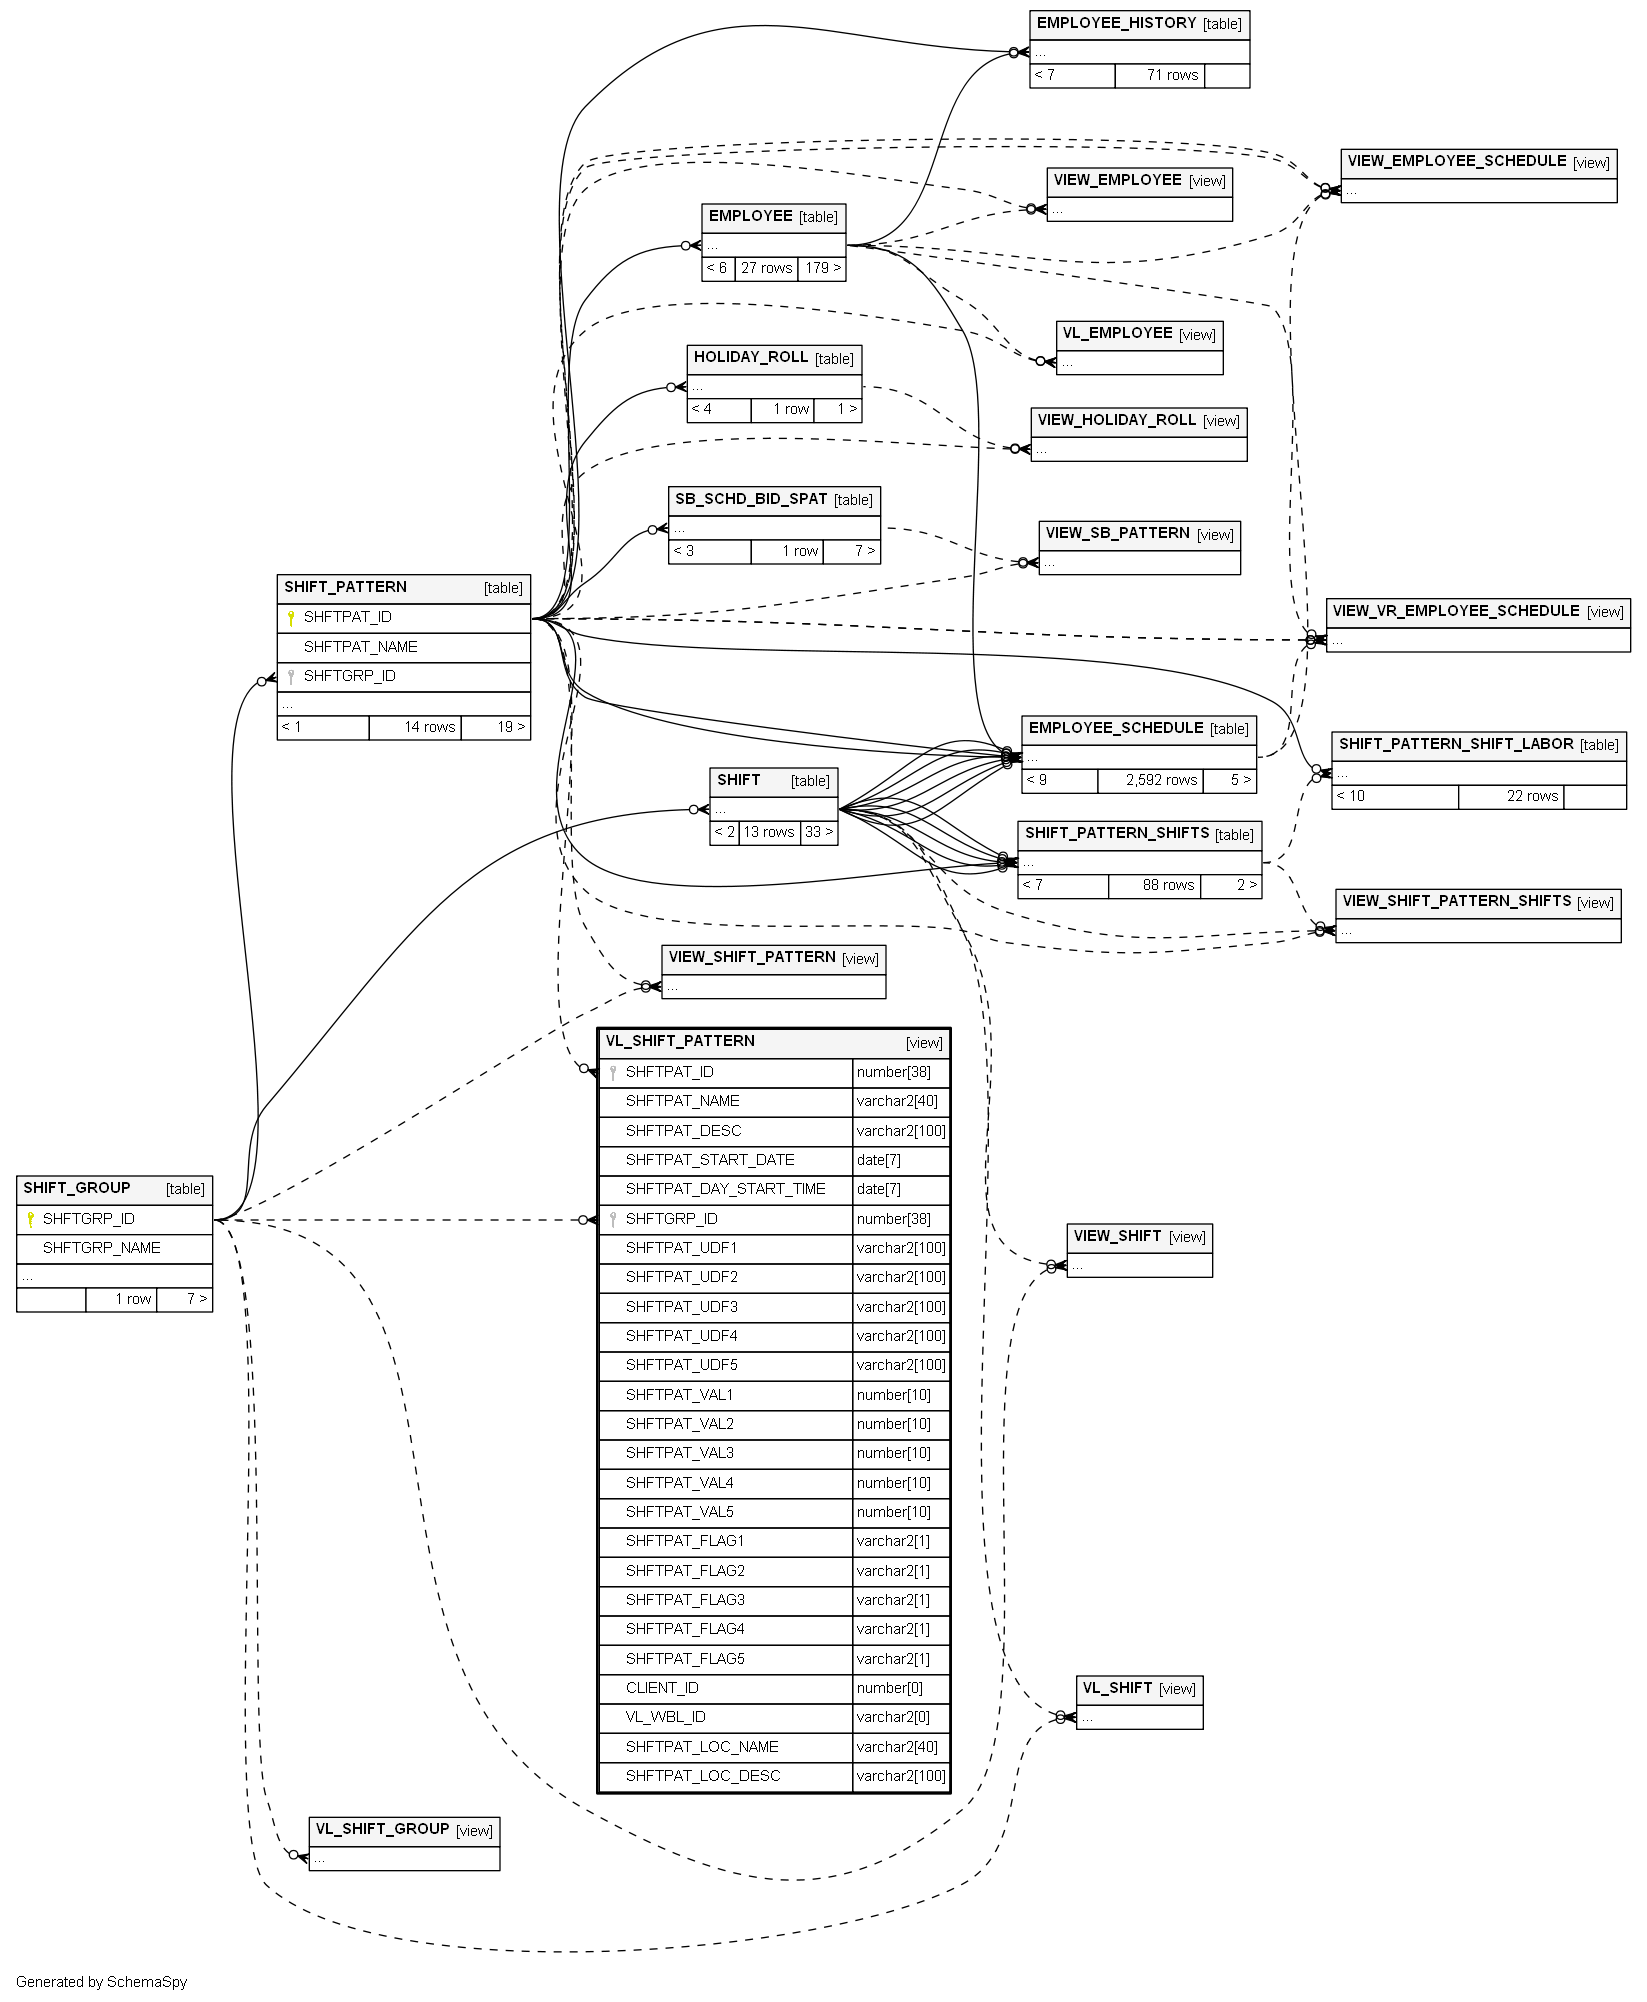 EMPLOYEE_HISTORY [table]
...
< 7 71 rows
VIEW_EMPLOYEE_SCHEDULE [view]
...
VIEW_EMPLOYEE [view]
...
EMPLOYEE [table]
...
< 6 27 rows 179 >
VL_EMPLOYEE [view]
...
HOLIDAY_ROLL [table]
...
< 4 1 row 1 >
VIEW_HOLIDAY_ROLL [view]
...
SB_SCHD_BID_SPAT [table]
...
< 3 1 row 7 >
VIEW_SB_PATTERN [view]
...
SHIFT_PATTERN [table]
SHFTPAT_ID
SHFTPAT_NAME
SHFTGRP_ID
...
< 1 14 rows 19 >
VIEW_VR_EMPLOYEE_SCHEDULE [view]
...
EMPLOYEE_SCHEDULE [table]
...
< 9 2,592 rows 5 >
SHIFT_PATTERN_SHIFT_LABOR [table]
...
< 10 22 rows
SHIFT [table]
...
< 2 13 rows 33 >
SHIFT_PATTERN_SHIFTS [table]
...
< 7 88 rows 2 >
VIEW_SHIFT_PATTERN_SHIFTS [view]
...
VIEW_SHIFT_PATTERN [view]
...
VL_SHIFT_PATTERN [view]
SHFTPAT_ID number[38]
SHFTPAT_NAME varchar2[40]
SHFTPAT_DESC varchar2[100]
SHFTPAT_START_DATE date[7]
SHFTPAT_DAY_START_TIME date[7]
SHFTGRP_ID number[38]
SHFTPAT_UDF1 varchar2[100]
SHFTPAT_UDF2 varchar2[100]
SHFTPAT_UDF3 varchar2[100]
SHFTPAT_UDF4 varchar2[100]
SHFTPAT_UDF5 varchar2[100]
SHFTPAT_VAL1 number[10]
SHFTPAT_VAL2 number[10]
SHFTPAT_VAL3 number[10]
SHFTPAT_VAL4 number[10]
SHFTPAT_VAL5 number[10]
SHFTPAT_FLAG1 varchar2[1]
SHFTPAT_FLAG2 varchar2[1]
SHFTPAT_FLAG3 varchar2[1]
SHFTPAT_FLAG4 varchar2[1]
SHFTPAT_FLAG5 varchar2[1]
CLIENT_ID number[0]
VL_WBL_ID varchar2[0]
SHFTPAT_LOC_NAME varchar2[40]
SHFTPAT_LOC_DESC varchar2[100]
SHIFT_GROUP [table]
SHFTGRP_ID
SHFTGRP_NAME
...
1 row 7 >
VIEW_SHIFT [view]
...
VL_SHIFT [view]
...
VL_SHIFT_GROUP [view]
...
Generated by SchemaSpy